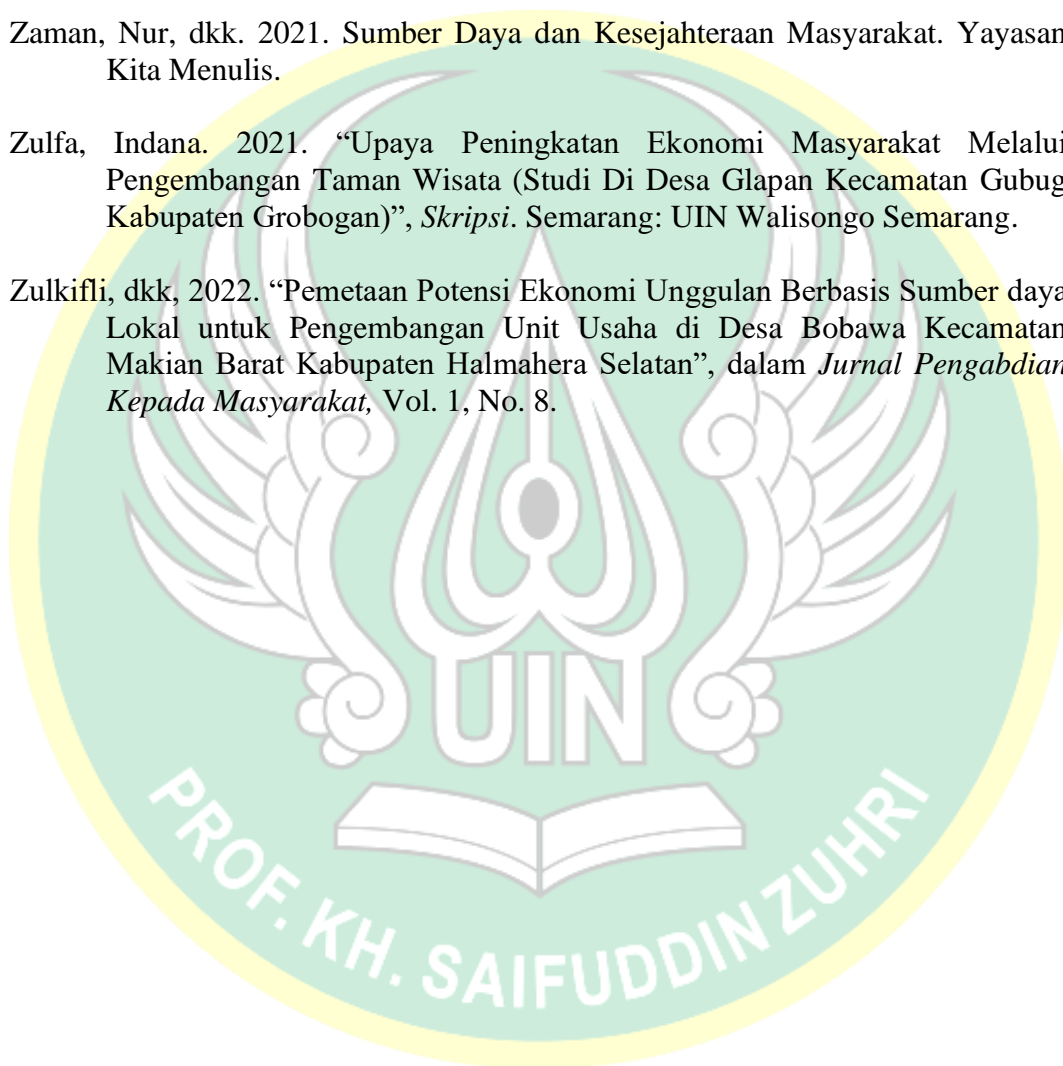 Zaman, Nur, dkk. 2021. Sumber Daya dan Kesejahteraan Masyarakat. Yayasan
Kita Menulis.
Zulfa, Indana. 2021. “Upaya Peningkatan Ekonomi Masyarakat Melalui
Pengembangan Taman Wisata (Studi Di Desa Glapan Kecamatan Gubug
Kabupaten Grobogan)”, Skripsi. Semarang: UIN Walisongo Semarang.
Zulkifli, dkk, 2022. “Pemetaan Potensi Ekonomi Unggulan Berbasis Sumber daya
Lokal untuk Pengembangan Unit Usaha di Desa Bobawa Kecamatan
Makian Barat Kabupaten Halmahera Selatan”, dalam Jurnal Pengabdian
Kepada Masyarakat, Vol. 1, No. 8.
UIN
PROF. KH. SAIFUDDIN ZUHRI